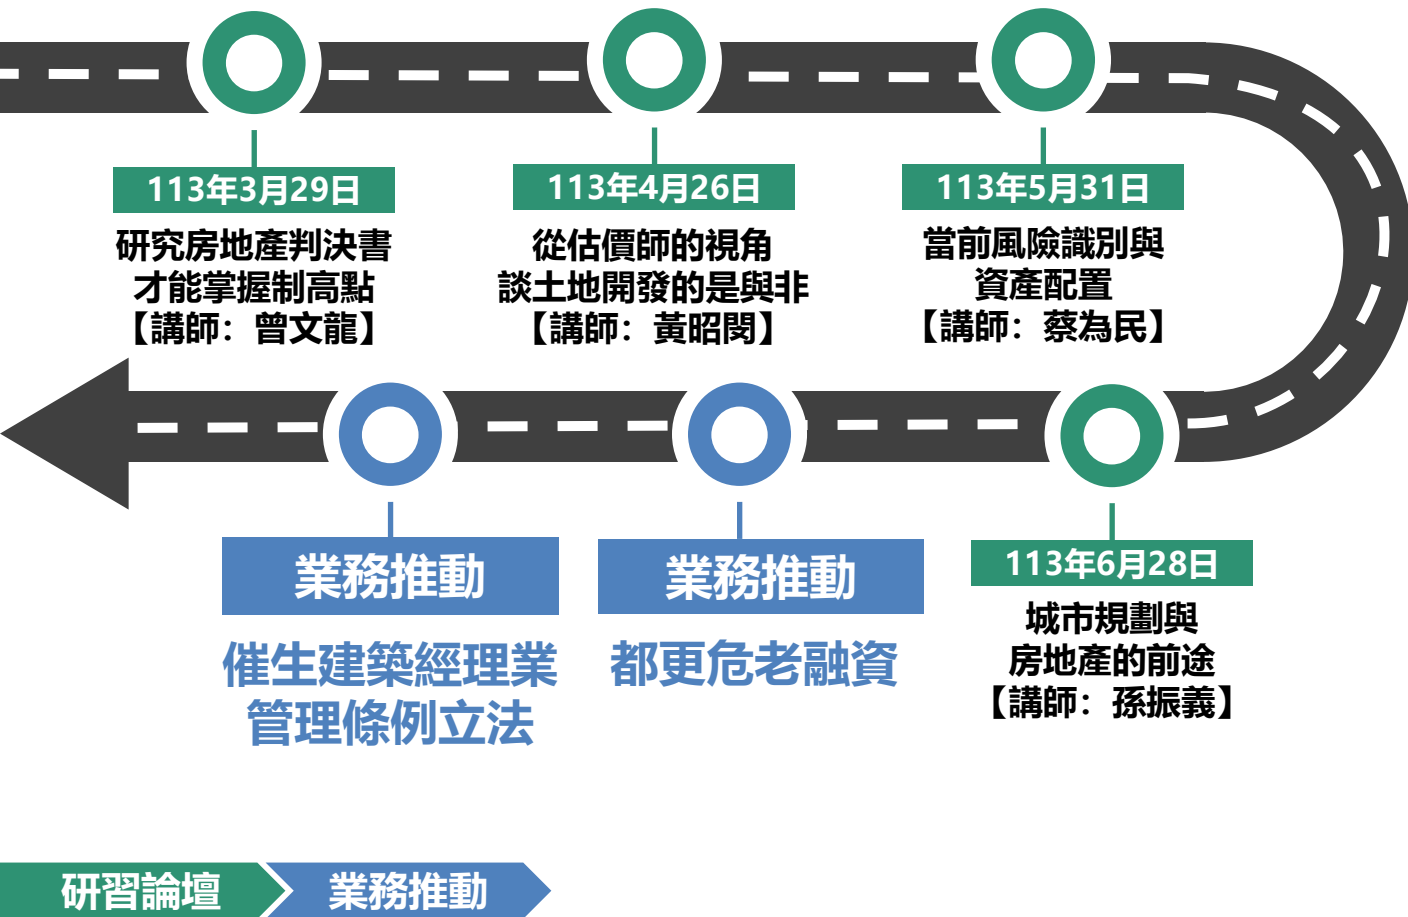 113年3月29日
研究房地產判決書
才能掌握制高點
【講師：曾文龍】
113年4月26日
從估價師的視角
談土地開發的是與非
【講師：黃昭閔】
113年5月31日
當前風險識別與
資產配置
【講師：蔡為民】
113年6月28日
城市規劃與
房地產的前途
【講師：孫振義】
業務推動
都更危老融資
業務推動
催生建築經理業
管理條例立法
研習論壇
業務推動